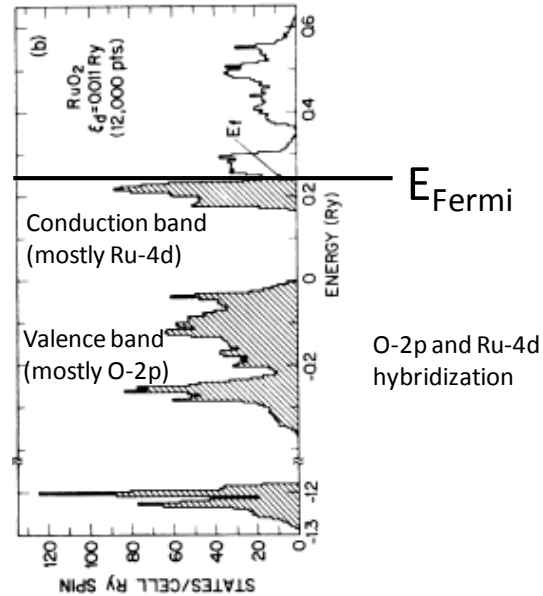 (b)
RuO₂
ξd=0.011 Ry
(12,000 pts.)
Ef
E Fermi
Conduction band
(mostly Ru-4d)
Valence band
(mostly O-2p)
O-2p and Ru-4d
hybridization
0.6
0.4
0.2
0
-0.2
-1.2
-1.3
ENERGY (Ry)
120
100
80
60
40
20
0
STATES/CELL Ry SPIN